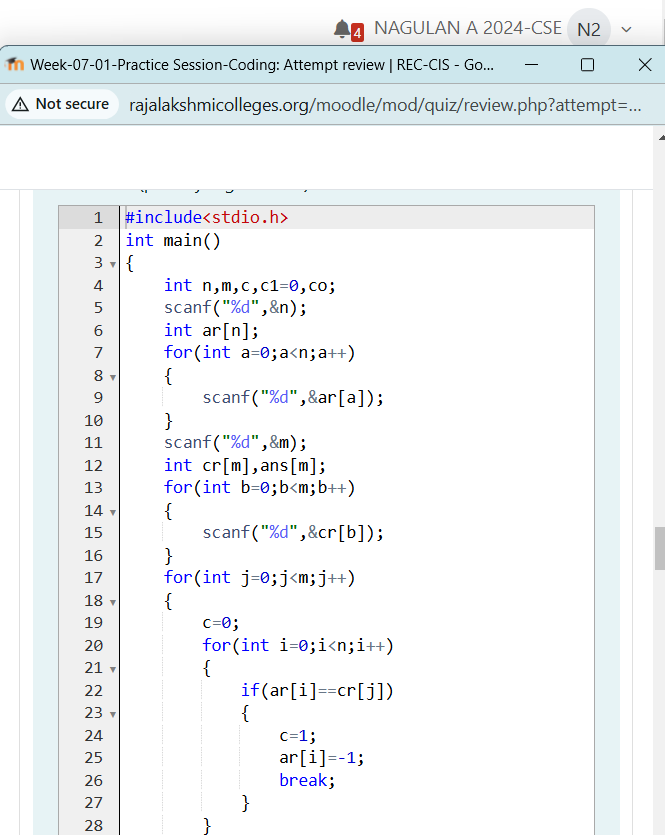 4 NAGULAN A 2024-CSE N2
Week-07-01-Practice Session-Coding: Attempt review | REC-CIS - Go...
Not secure rajalakshmicolleges.org/moodle/mod/quiz/review.php?attempt=...
1 #include<stdio.h>
2 int main()
3 {
4 int n,m,c,c1=0,co;
5 scanf("%d",&n);
6 int ar[n];
7 for(int a=0;a<n;a++)
8 {
9 scanf("%d",&ar[a]);
10 }
11 scanf("%d",&m);
12 int cr[m],ans[m];
13 for(int b=0;b<m;b++)
14 {
15 scanf("%d",&cr[b]);
16 }
17 for(int j=0;j<m;j++)
18 {
19 c=0;
20 for(int i=0;i<n;i++)
21 {
22 if(ar[i]==cr[j])
23 {
24 c=1;
25 ar[i]=-1;
26 break;
27 }
28 }